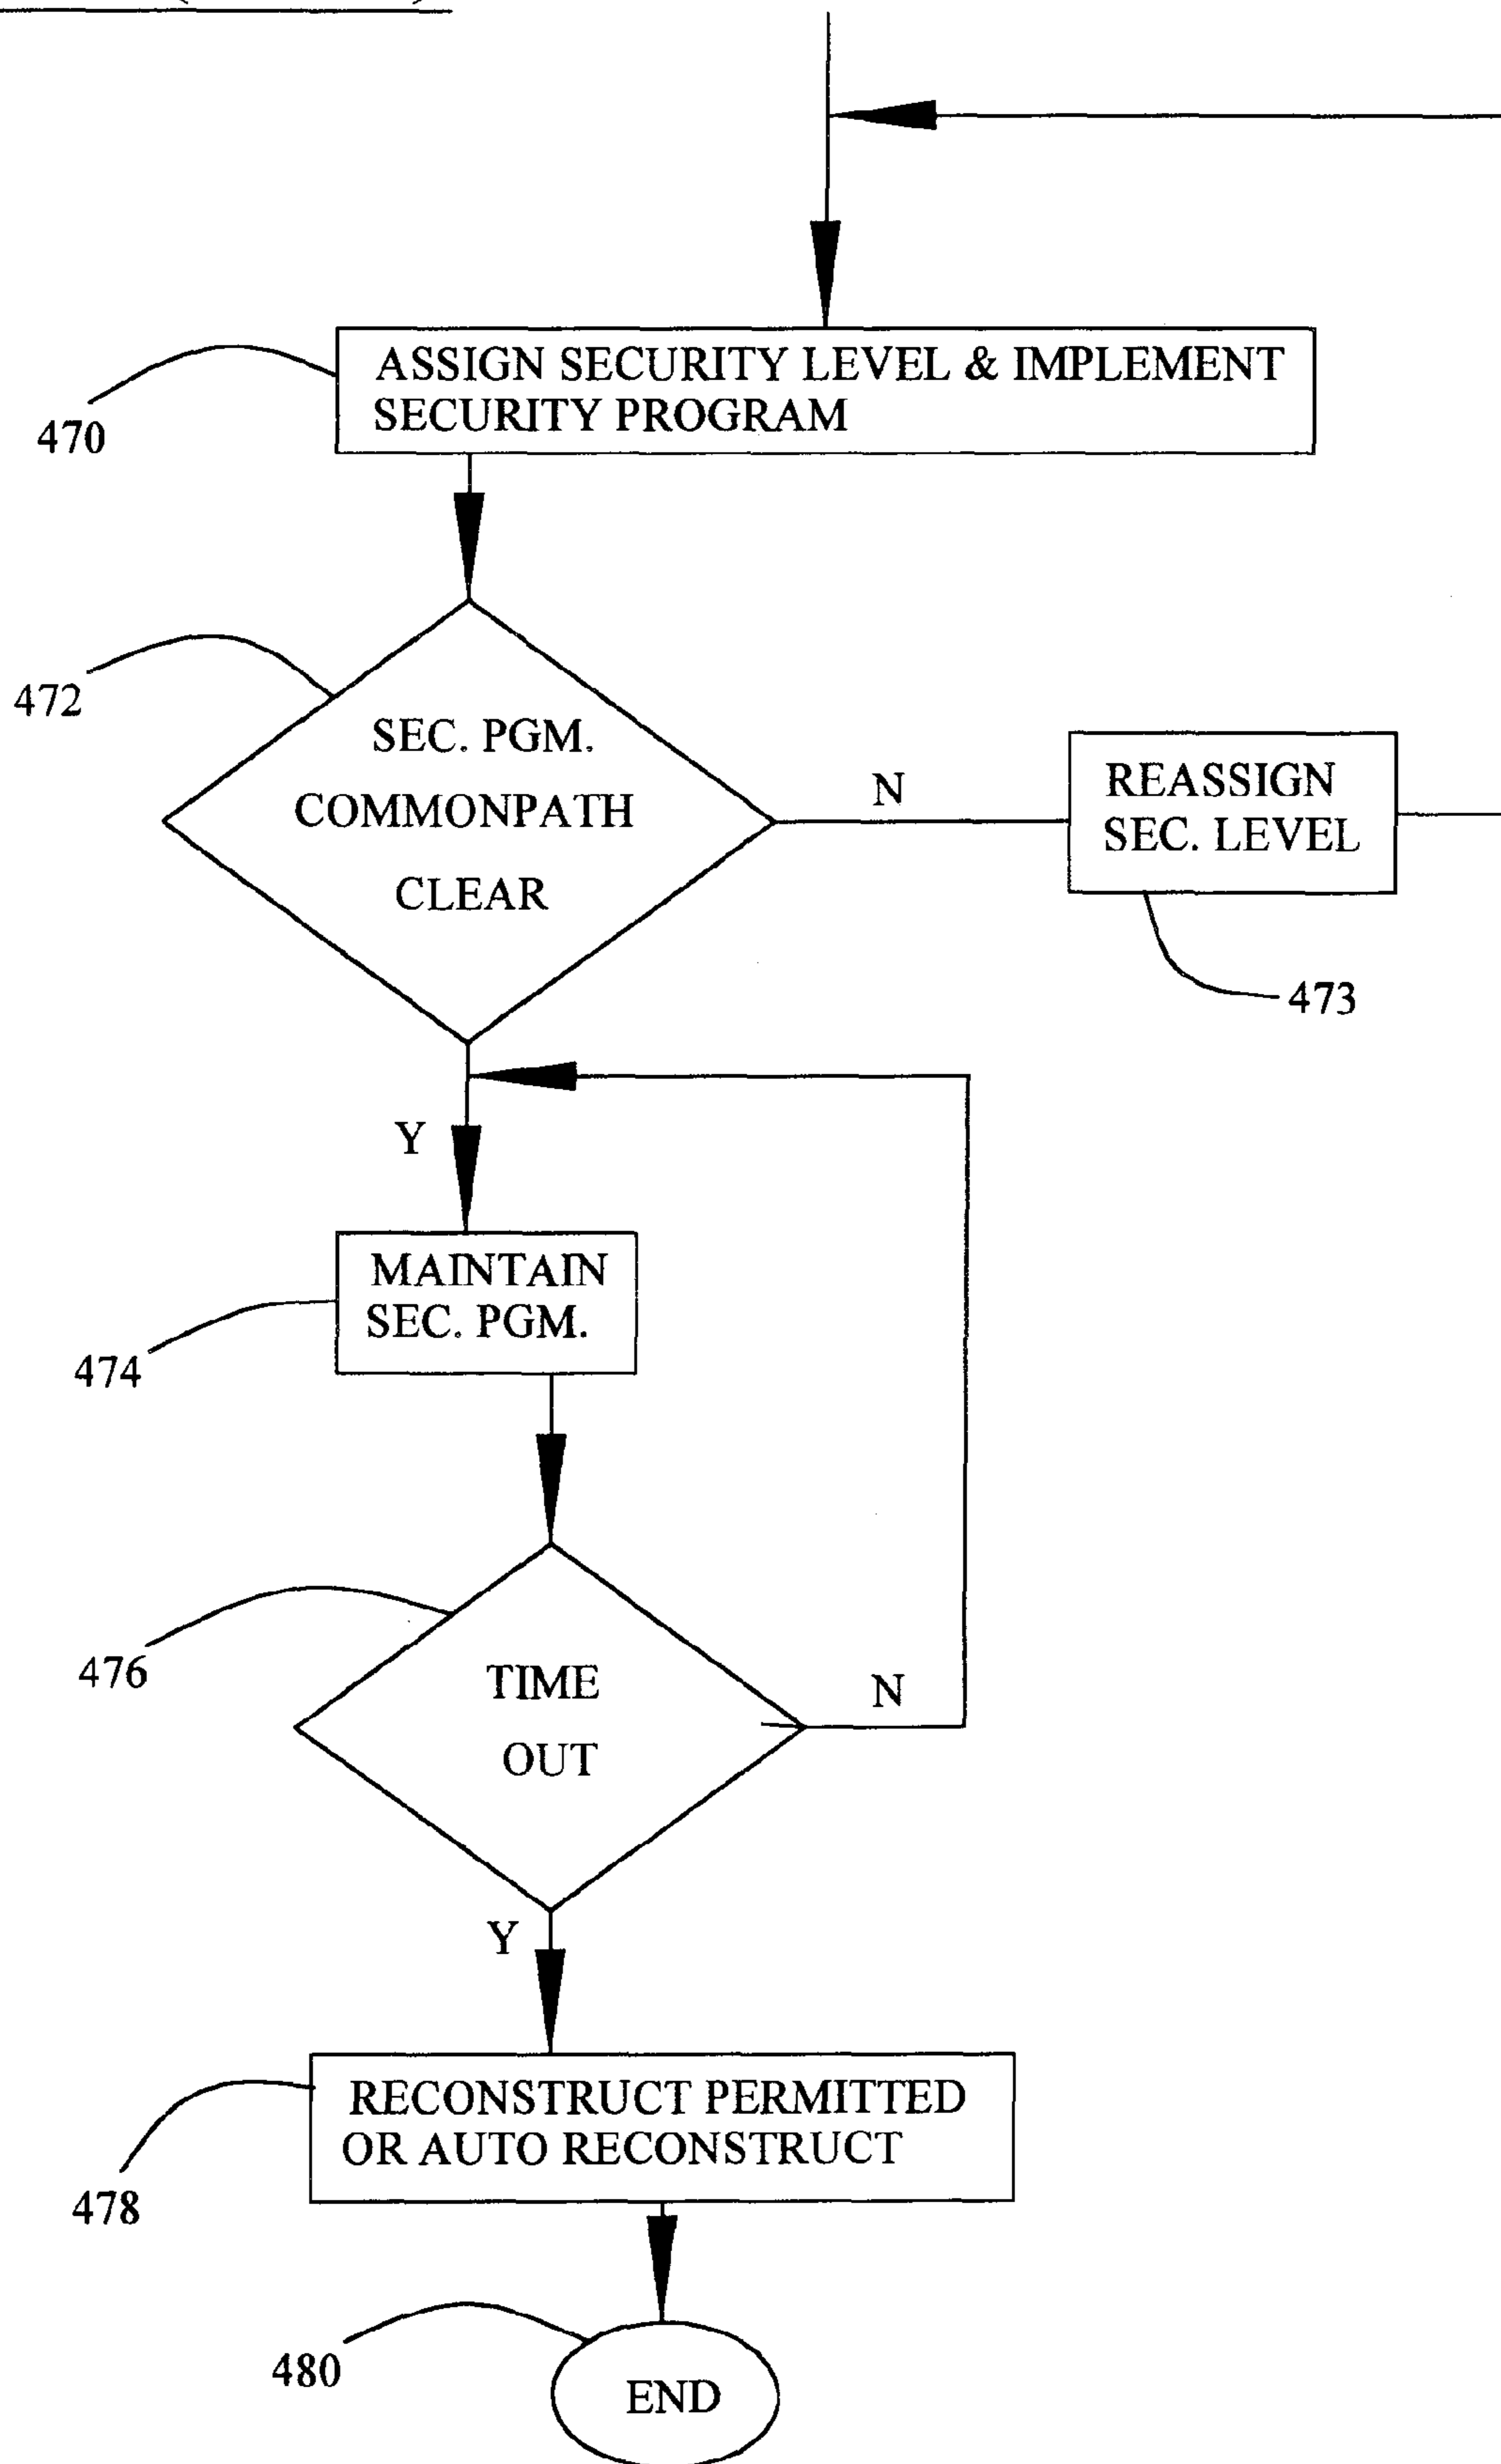 ASSIGN SECURITY LEVEL & IMPLEMENT
SECURITY PROGRAM
470
472
SEC. PGM.
COMMONPATH
CLEAR
N
REASSIGN
SEC. LEVEL
473
Y
MAINTAIN
SEC. PGM.
474
476
TIME
OUT
N
Y
RECONSTRUCT PERMITTED
OR AUTO RECONSTRUCT
478
480
END